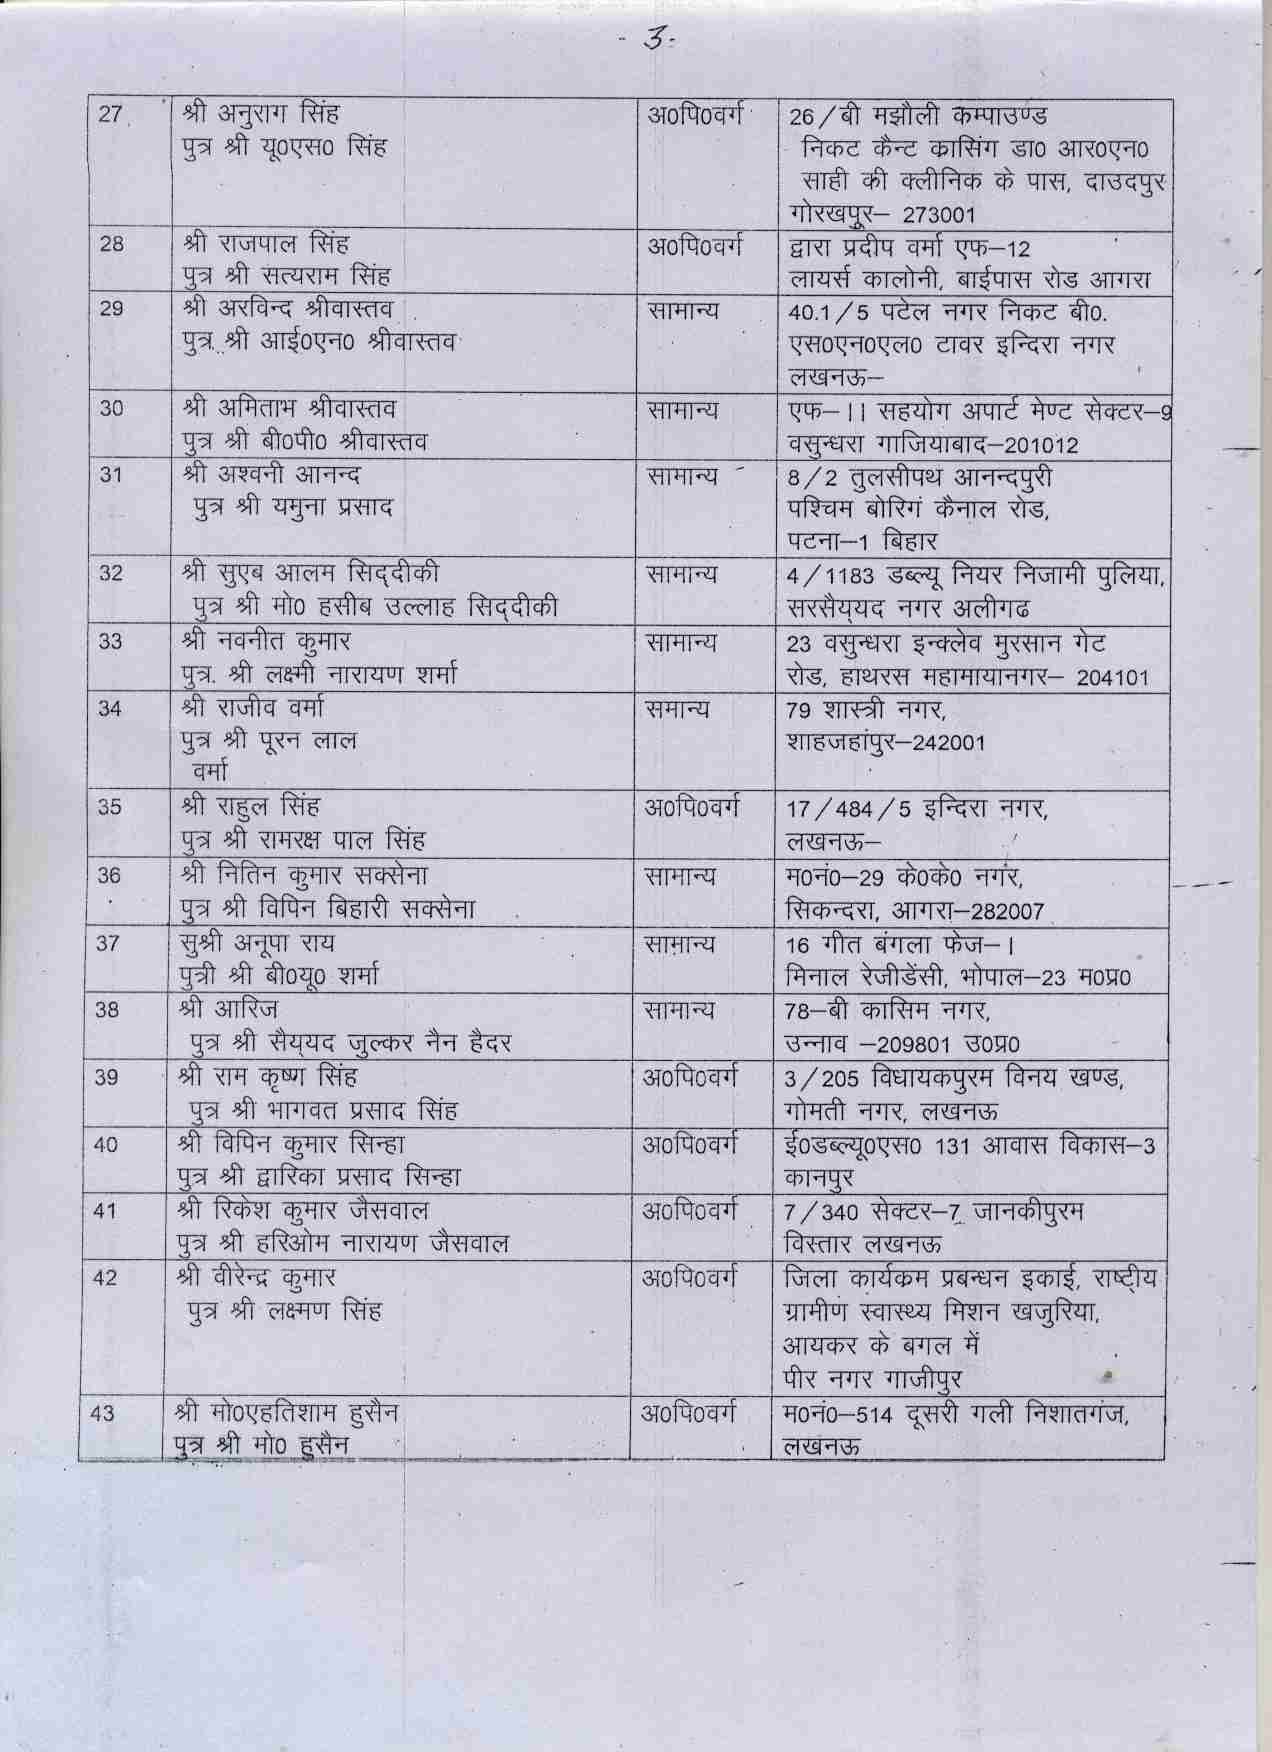 - 3 -
27 श्री अनुराग सिंह अ0पि0वर्ग 26/बी मझौली कम्पाउण्ड
पुत्र श्री यू0एस0 सिंह निकट कैन्ट कासिंग डा0 आर0एन0
साही की क्लीनिक के पास, दाउदपुर
गोरखपुर– 273001
28 श्री राजपाल सिंह अ0पि0वर्ग द्वारा प्रदीप वर्मा एफ–12
पुत्र श्री सत्यराम सिंह लायर्स कालोनी, बाईपास रोड आगरा
29 श्री अरविन्द श्रीवास्तव सामान्य 40.1/5 पटेल नगर निकट बी0.
पुत्र. श्री आई0एन0 श्रीवास्तव एस0एन0एल0 टावर इन्दिरा नगर
लखनऊ–
30 श्री अमिताभ श्रीवास्तव सामान्य एफ–।। सहयोग अपार्ट मेण्ट सेक्टर–9
पुत्र श्री बी0पी0 श्रीवास्तव वसुन्धरा गाजियाबाद–201012
31 श्री अश्वनी आनन्द सामान्य 8/2 तुलसीपथ आनन्दपुरी
पुत्र श्री यमुना प्रसाद पश्चिम बोरिगं कैनाल रोड,
पटना–1 बिहार
32 श्री सुएब आलम सिद्दीकी सामान्य 4/1183 डब्ल्यू नियर निजामी पुलिया,
पुत्र श्री मो0 हसीब उल्लाह सिद्दीकी सरसैय्यद नगर अलीगढ
33 श्री नवनीत कुमार सामान्य 23 वसुन्धरा इन्क्लेव मुरसान गेट
पुत्र. श्री लक्ष्मी नारायण शर्मा रोड, हाथरस महामायानगर– 204101
34 श्री राजीव वर्मा समान्य 79 शास्त्री नगर,
पुत्र श्री पूरन लाल शाहजहांपुर–242001
वर्मा
35 श्री राहुल सिंह अ0पि0वर्ग 17/484/5 इन्दिरा नगर,
पुत्र श्री रामरक्ष पाल सिंह लखनऊ–
36 श्री नितिन कुमार सक्सेना सामान्य म0नं0–29 के0के0 नगर,
पुत्र श्री विपिन बिहारी सक्सेना सिकन्दरा, आगरा–282007
37 सुश्री अनूपा राय सामान्य 16 गीत बंगला फेज–।
पुत्री श्री बी0यू0 शर्मा मिनाल रेजीडेंसी, भोपाल–23 म0प्र0
38 श्री आरिज सामान्य 78–बी कासिम नगर,
पुत्र श्री सैय्यद जुल्कर नैन हैदर उन्नाव –209801 उ0प्र0
39 श्री राम कृष्ण सिंह अ0पि0वर्ग 3/205 विधायकपुरम विनय खण्ड,
पुत्र श्री भागवत प्रसाद सिंह गोमती नगर, लखनऊ
40 श्री विपिन कुमार सिन्हा अ0पि0वर्ग ई0डब्ल्यू0एस0 131 आवास विकास–3
पुत्र श्री द्वारिका प्रसाद सिन्हा कानपुर
41 श्री रिकेश कुमार जैसवाल अ0पि0वर्ग 7/340 सेक्टर–7, जानकीपुरम
पुत्र श्री हरिओम नारायण जैसवाल विस्तार लखनऊ
42 श्री वीरेन्द्र कुमार अ0पि0वर्ग जिला कार्यकम प्रबन्धन इकाई, राष्ट्रीय
पुत्र श्री लक्ष्मण सिंह ग्रामीण स्वास्थ्य मिशन खजुरिया,
आयकर के बगल में
पीर नगर गाजीपुर
43 श्री मो0एहतिशाम हुसैन अ0पि0वर्ग म0नं0–514 दूसरी गली निशातगंज,
पुत्र श्री मो0 हुसैन लखनऊ